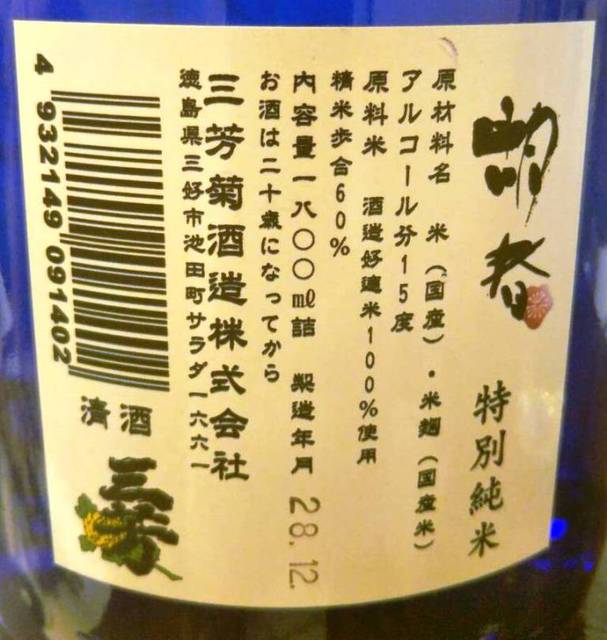 特別純米
原材料名 米（国産）・米麹（国産米）
アルコール分15度
原料米 酒造好適米100%使用
精米歩合60%
内容量一八〇〇㎖詰 製造年月 28.12.
お酒は二十歳になってから
三芳菊酒造株式会社
徳島県三好市池田町サラダ一六六一
4 932149 091402
清酒
三芳